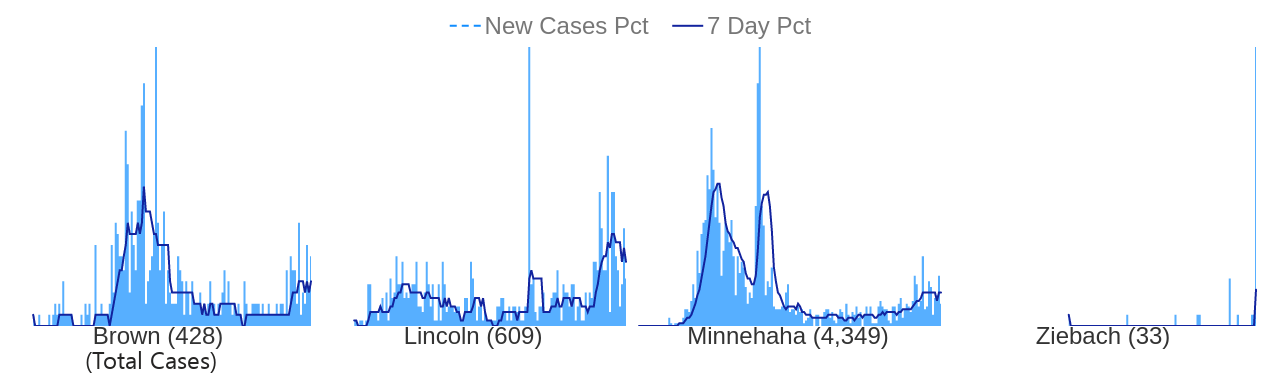 New Cases Pct 7 Day Pct
Brown (428) Lincoln (609) Minnehaha (4,349) Ziebach (33)
(Total Cases)